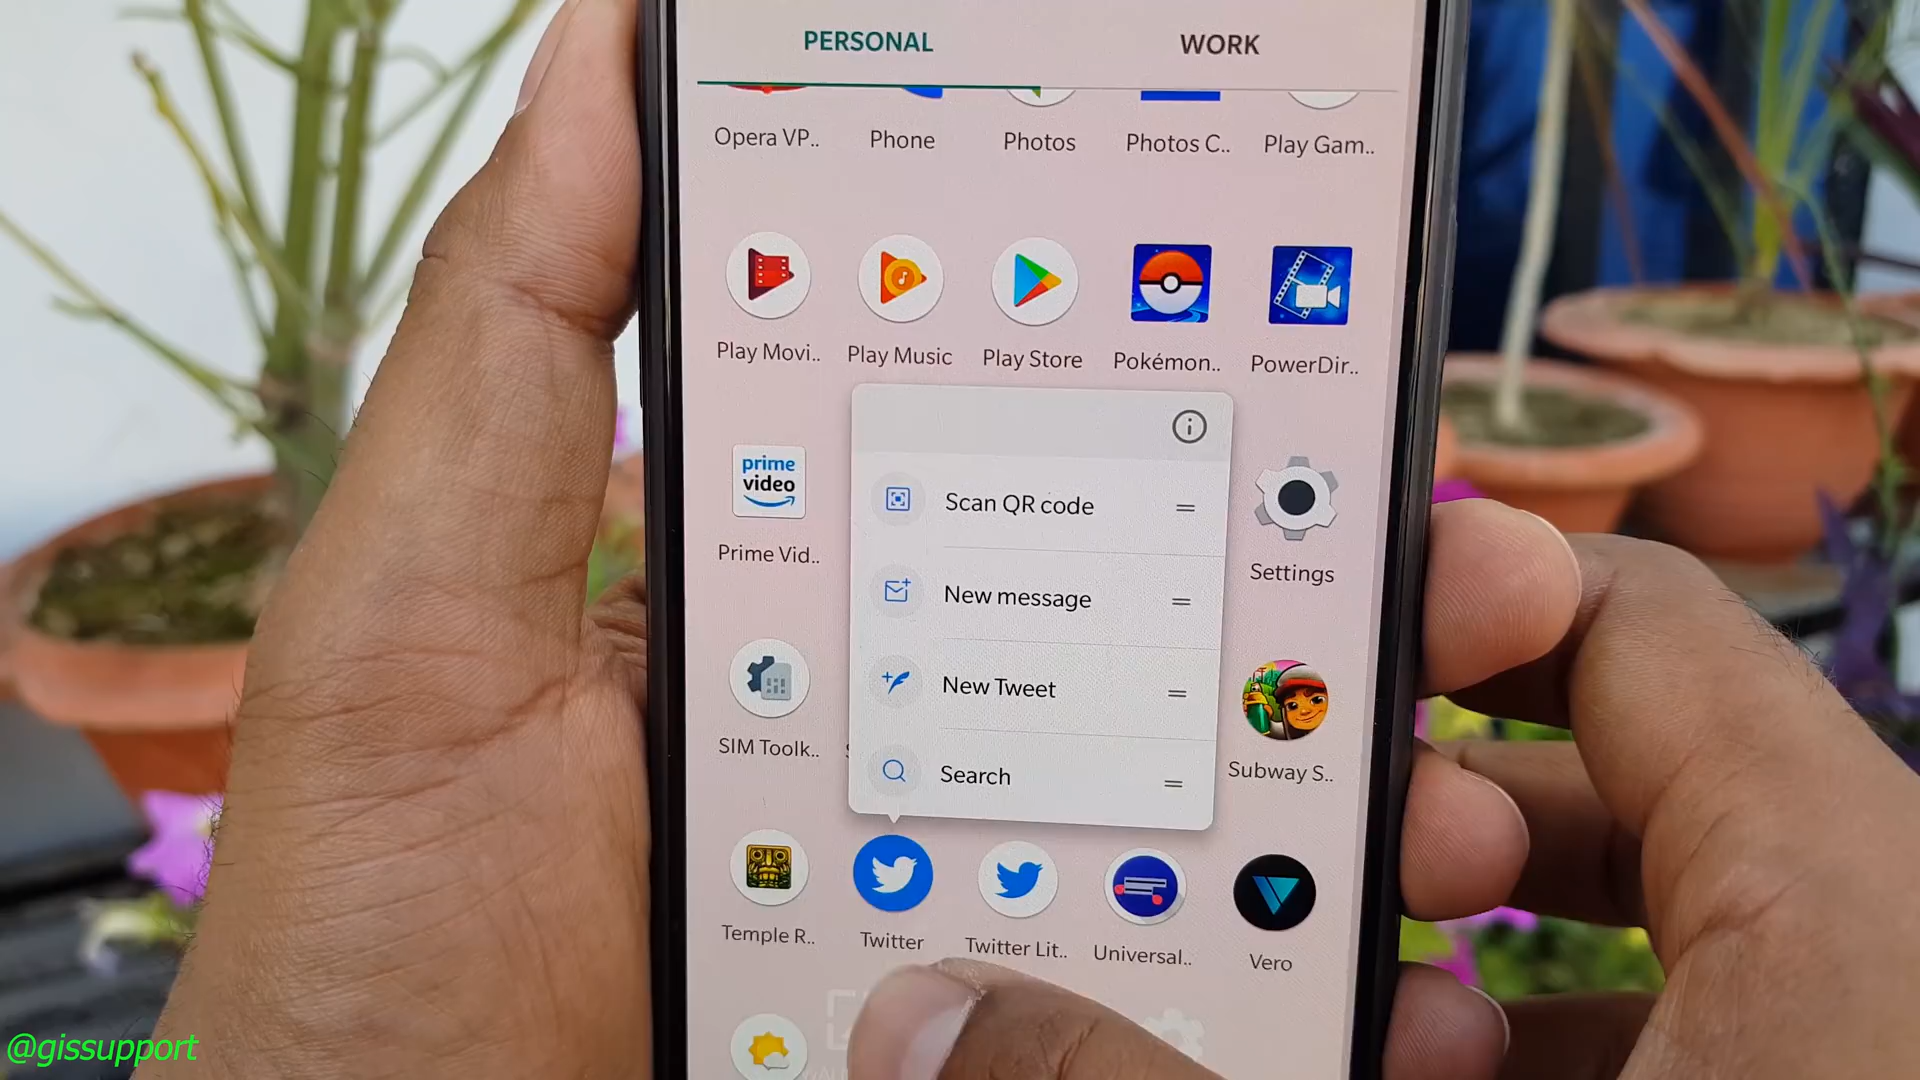 PERSONAL WORK
Opera VP.. Phone Photos Photos C.. Play Gam..
Play Movi.. Play Music Play Store Pokémon.. PowerDir..
prime
video
Scan QR code
Prime Vid..
Settings
New message
New Tweet
SIM Toolk..
Subway S..
Search
Temple R.. Twitter Twitter Lit.. Universal.. Vero
@gissupport